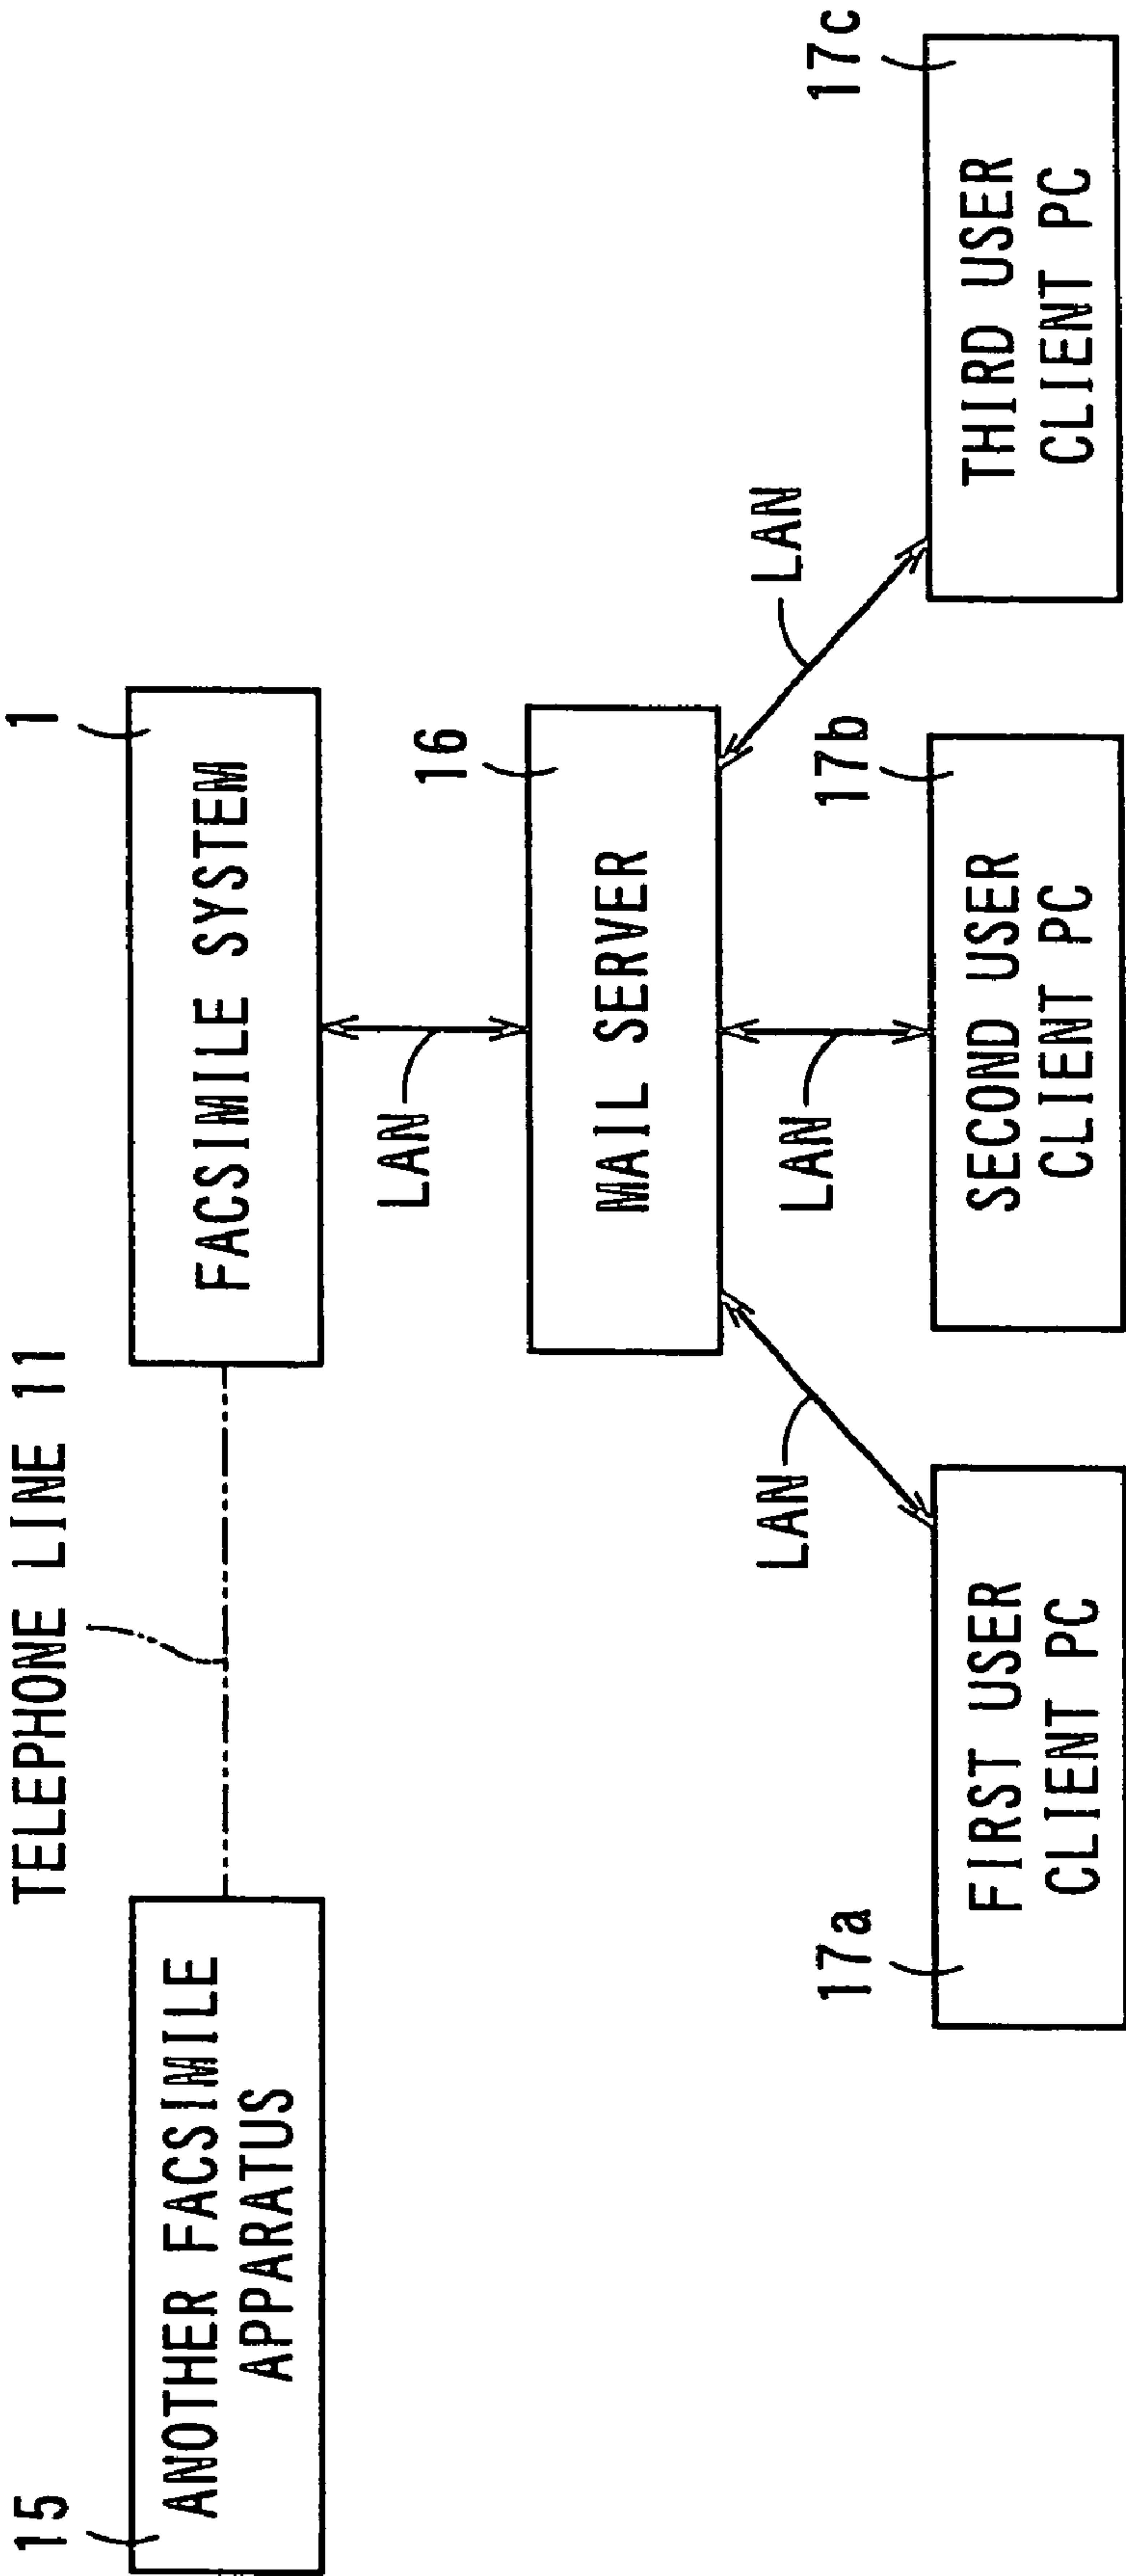 TELEPHONE LINE 11
15
1
ANOTHER FACSIMILE
APPARATUS
FACSIMILE SYSTEM
LAN
16
MAIL SERVER
LAN
LAN
LAN
17a
17b
17c
FIRST USER
CLIENT PC
SECOND USER
CLIENT PC
THIRD USER
CLIENT PC